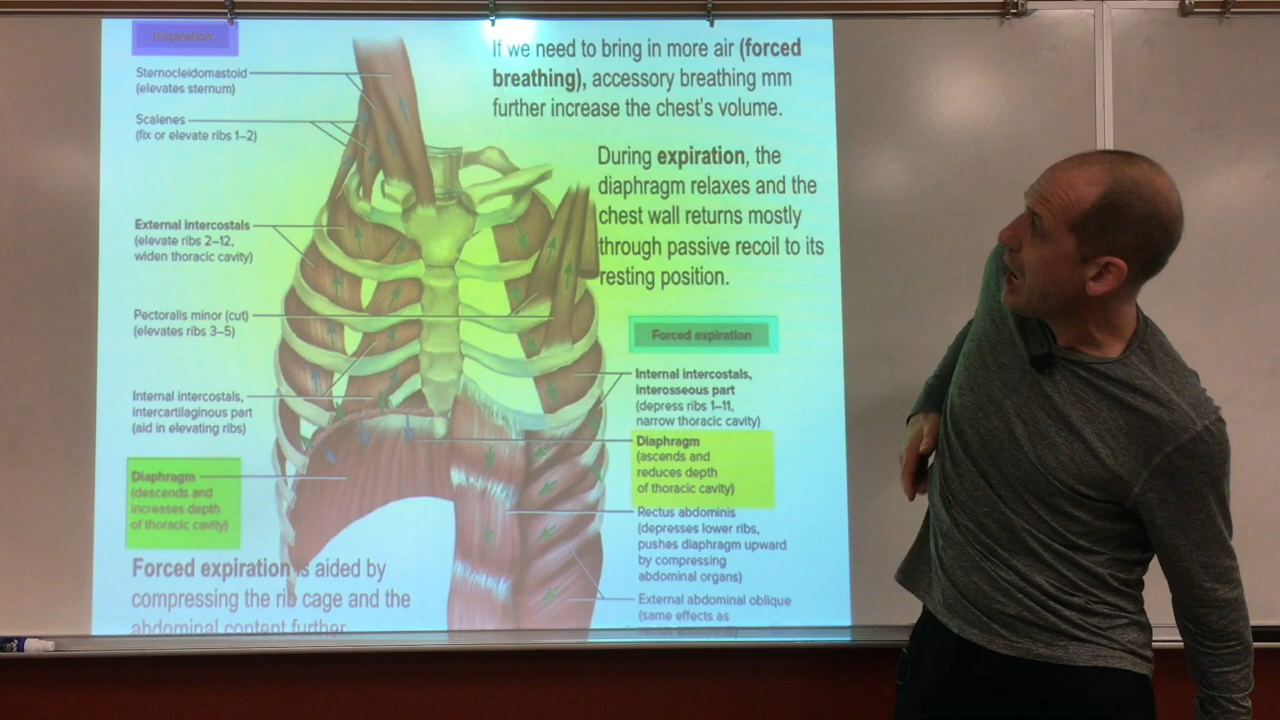 Inspiration
Sternocleidomastoid
(elevates sternum)
Scalenes
(fix or elevate ribs 1–2)
External intercostals
(elevate ribs 2–12,
widen thoracic cavity)
Pectoralis minor (cut)
(elevates ribs 3–5)
Internal intercostals,
intercartilaginous part
(aid in elevating ribs)
Diaphragm
(descends and
increases depth
of thoracic cavity)
Forced expiration is aided by
compressing the rib cage and the
abdominal content further
If we need to bring in more air (forced
breathing), accessory breathing mm
further increase the chest's volume.
During expiration, the
diaphragm relaxes and the
chest wall returns mostly
through passive recoil to its
resting position.
Forced expiration
Internal intercostals,
interosseous part
(depress ribs 1–11,
narrow thoracic cavity)
Diaphragm
(ascends and
reduces depth
of thoracic cavity)
Rectus abdominis
(depresses lower ribs,
pushes diaphragm upward
by compressing
abdominal organs)
External abdominal oblique
(same effects as